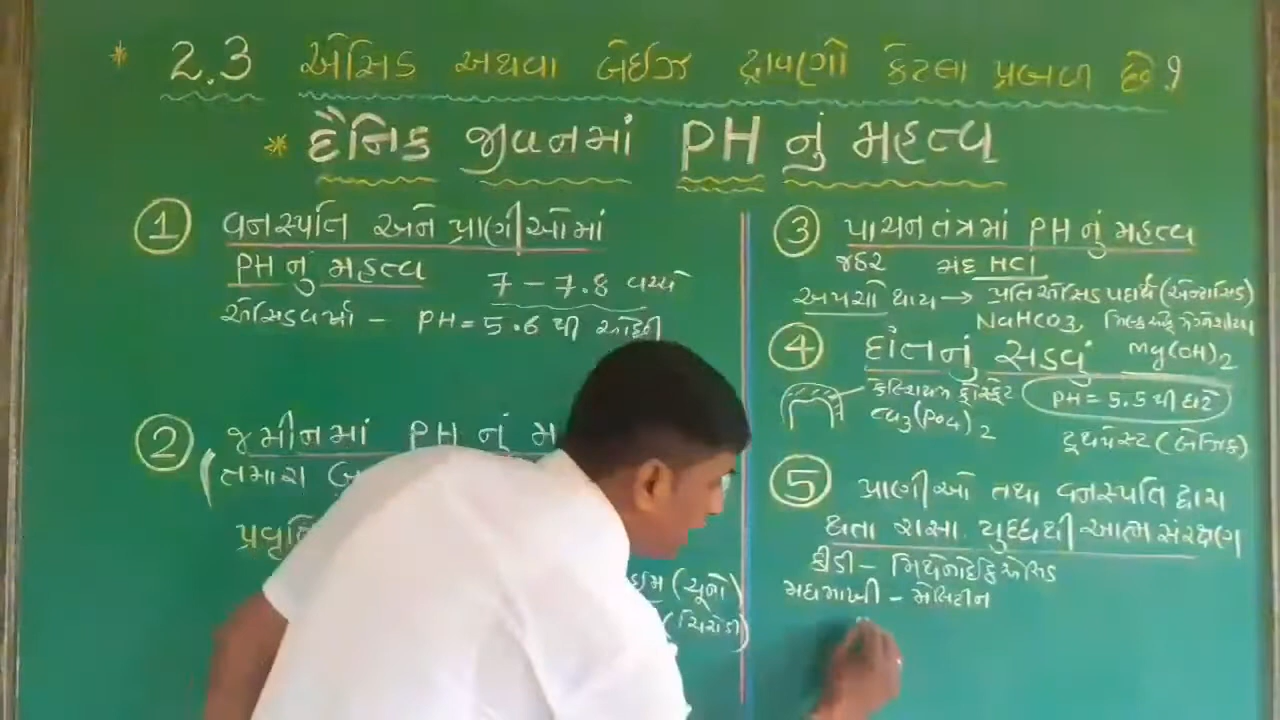 * 2.3 એસિડ અથવા બેઇઝ દ્રાવણો કેટલા પ્રબળ છે?
* દૈનિક જીવનમાં PH નું મહત્વ
① વનસ્પતિ અને પ્રાણીઓમાં
PH નું મહત્વ
7 – 7.8 વચ્ચે
એસિડવર્ષા – PH = 5.6 થી ઓછી
② જમીનમાં PH નું
(તમારા
(ચૂનો)
(ચિરોડી)
③ પાચનતંત્રમાં PH નું મહત્વ
જઠર મંદ HCl
અપચો થાય → પ્રતિએસિડ પદાર્થ (એન્ટાસિડ)
NaHCO3, મિલ્ક ઓફ મેગ્નેશિયા
Mg(OH)2
④ દાંતનું સડવું
કેલ્શિયમ ફોસ્ફેટ
Ca3(PO4)2
PH = 5.5 થી ઘટે
ટૂથપેસ્ટ (બેઝિક)
⑤ પ્રાણીઓ તથા વનસ્પતિ દ્વારા
થતા રાસા. યુદ્ધથી આત્મસંરક્ષણ
કીડી – મિથેનોઈક એસિડ
મધમાખી – મેલિટીન